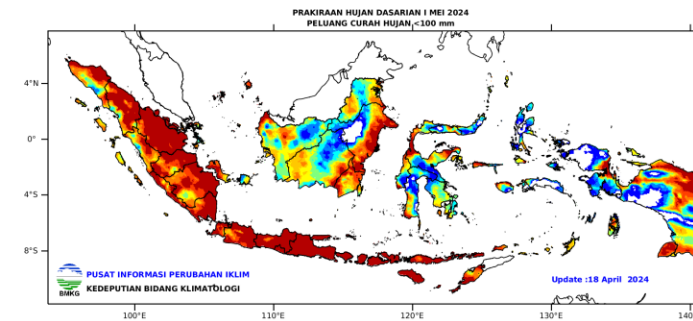 PRAKIRAAN HUJAN DASARIAN I MEI 2024
PELUANG CURAH HUJAN <100 mm
4°N
0°
4°S
8°S
PUSAT INFORMASI PERUBAHAN IKLIM
KEDEPUTIAN BIDANG KLIMATOLOGI
BMKG
Update :18 April 2024
100°E
110°E
120°E
130°E
140°